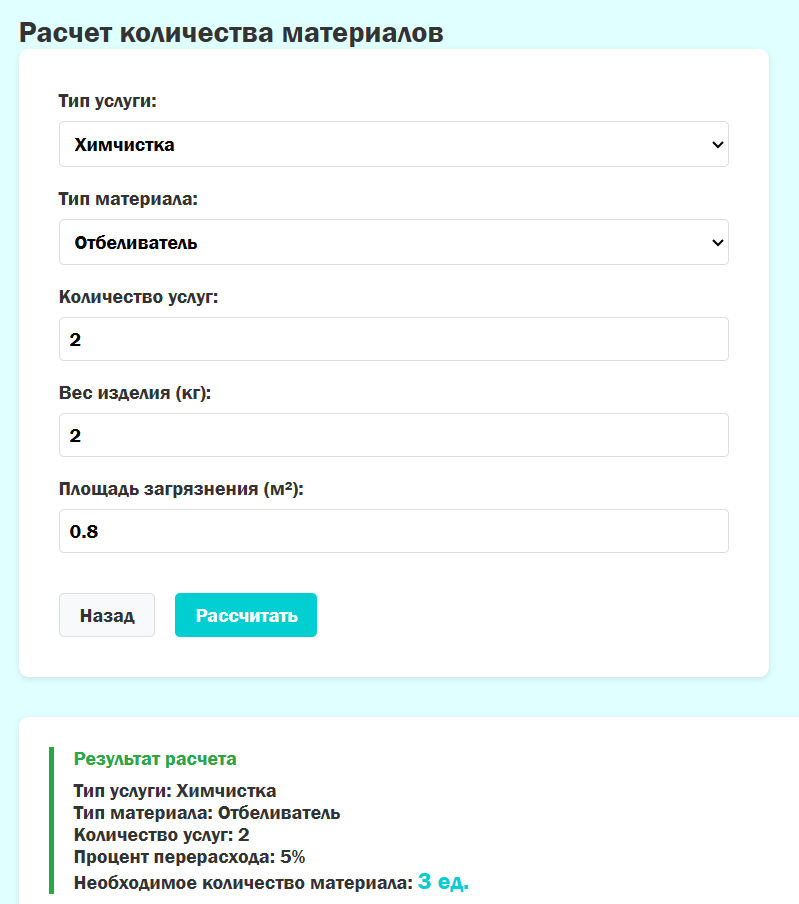 Расчет количества материалов
Тип услуги:
Химчистка
Тип материала:
Отбеливатель
Количество услуг:
2
Вес изделия (кг):
2
Площадь загрязнения (м²):
0.8
Назад Рассчитать
Результат расчета
Тип услуги: Химчистка
Тип материала: Отбеливатель
Количество услуг: 2
Процент перерасхода: 5%
Необходимое количество материала: 3 ед.